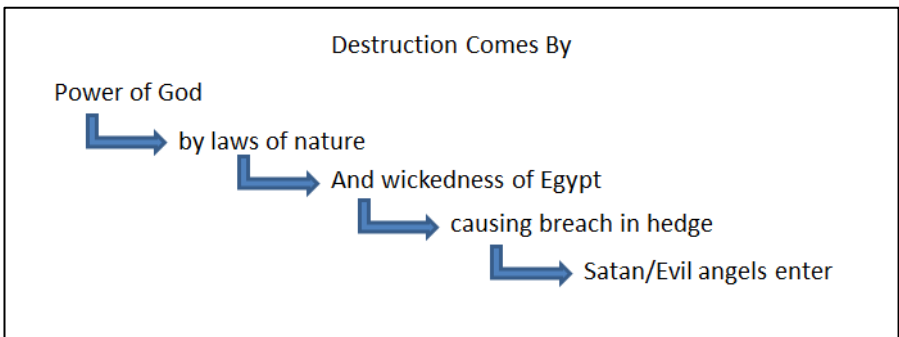 Destruction Comes By
Power of God
by laws of nature
And wickedness of Egypt
causing breach in hedge
Satan/Evil angels enter